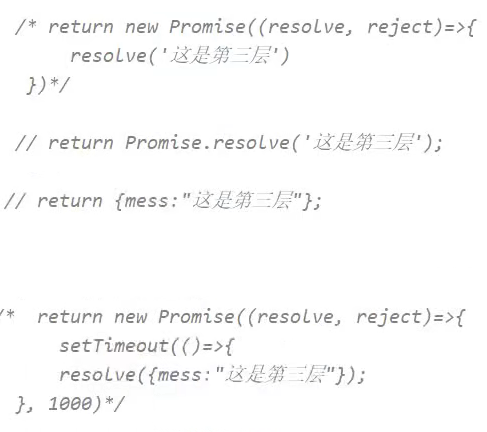 /* return new Promise((resolve, reject)=>{
resolve('这是第三层')
})*/
// return Promise.resolve('这是第三层');
// return {mess:"这是第三层"};
/* return new Promise((resolve, reject)=>{
setTimeout(()=>{
resolve({mess:"这是第三层"});
}, 1000)*/